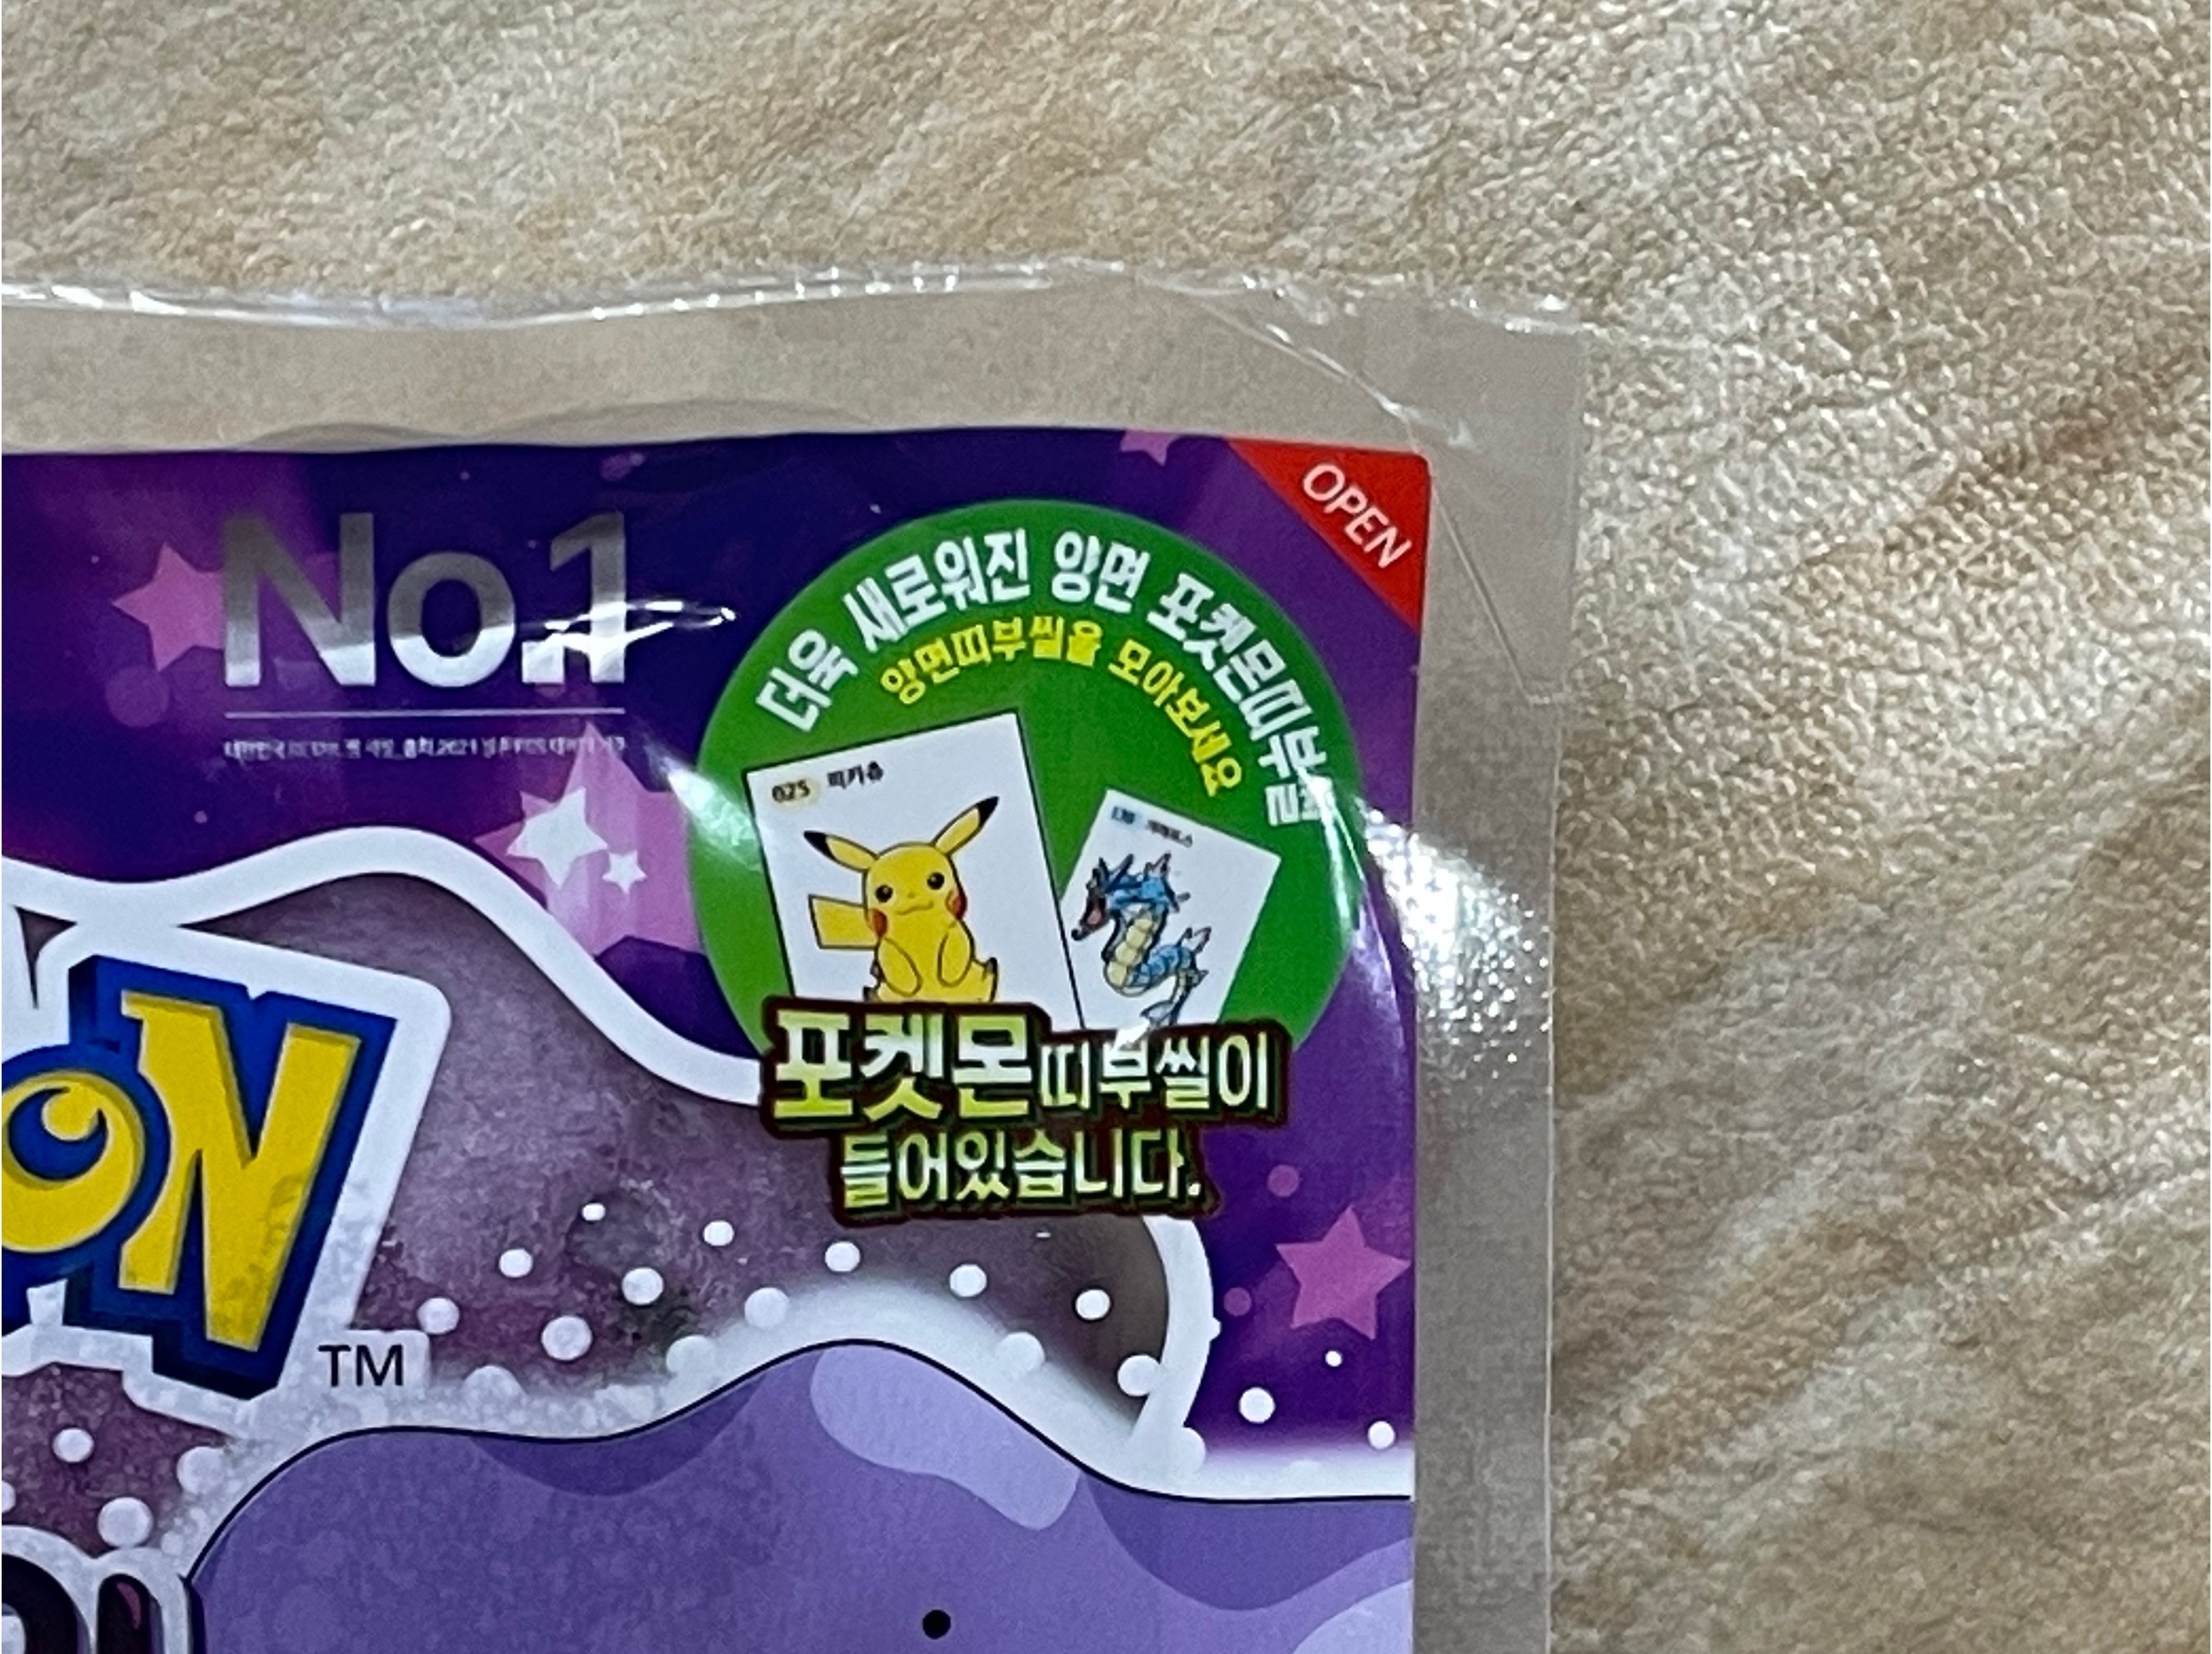 No.1
OPEN
더욱 새로워진 양면 포켓몬띠부씰
양면띠부씰을 모아보세요
025 피카츄
ON
TM
포켓몬띠부씰이
들어있습니다.